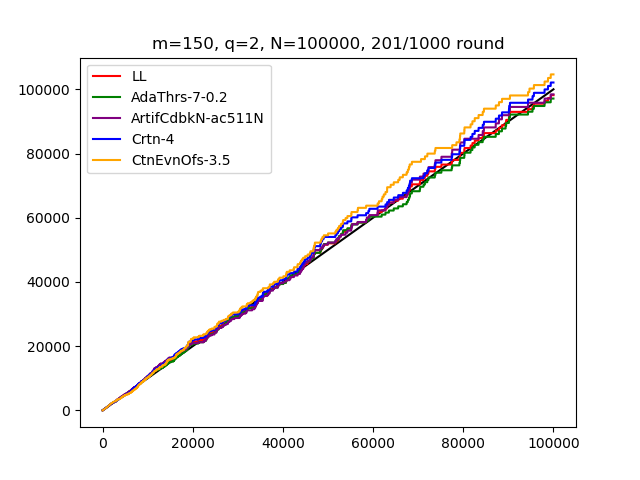 m=150, q=2, N=100000, 201/1000 round
LL
AdaThrs-7-0.2
ArtifCdbkN-ac511N
Crtn-4
CtnEvnOfs-3.5
100000
80000
60000
40000
20000
0
0 20000 40000 60000 80000 100000